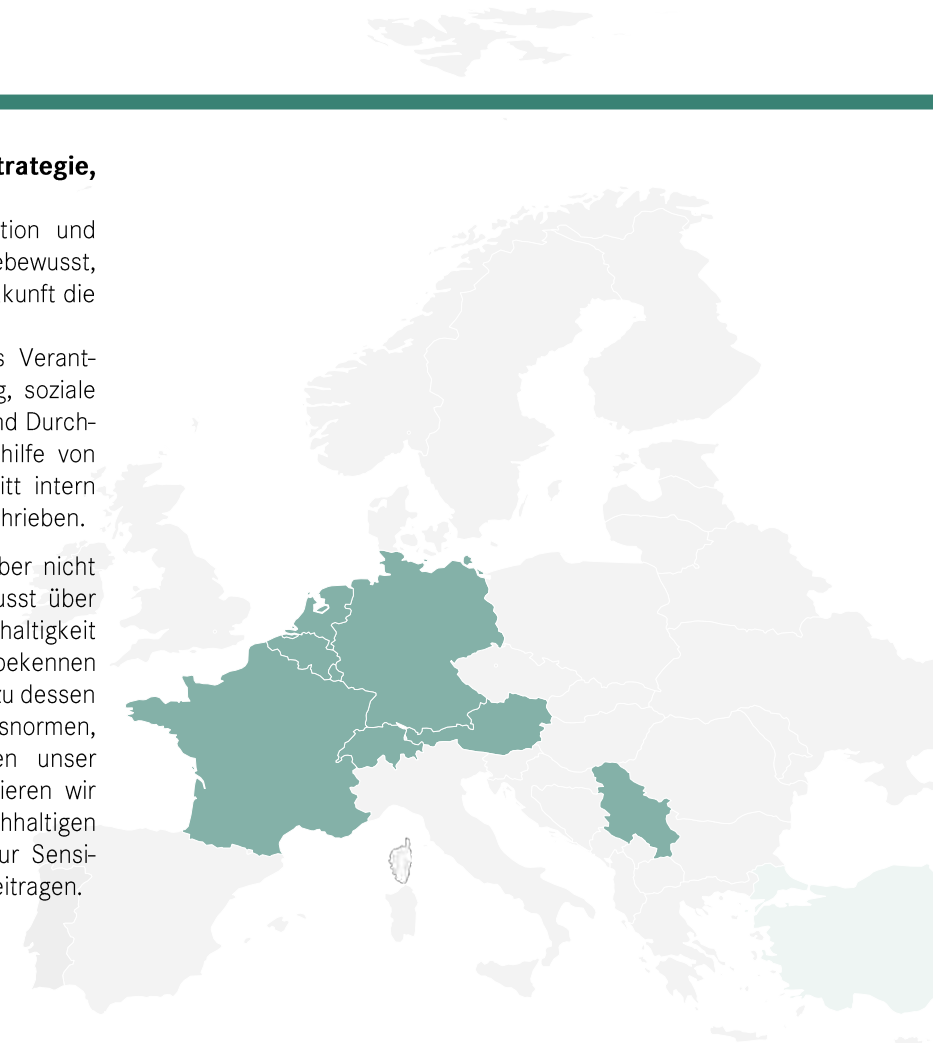 trategie,
tion und
ebewusst,
kunft die
s Verant-
g, soziale
nd Durch-
hilfe von
itt intern
hrieben.
ber nicht
usst über
haltigkeit
bekennen
zu dessen
snormen,
en unser
ieren wir
hhaltigen
ur Sensi-
eitragen.